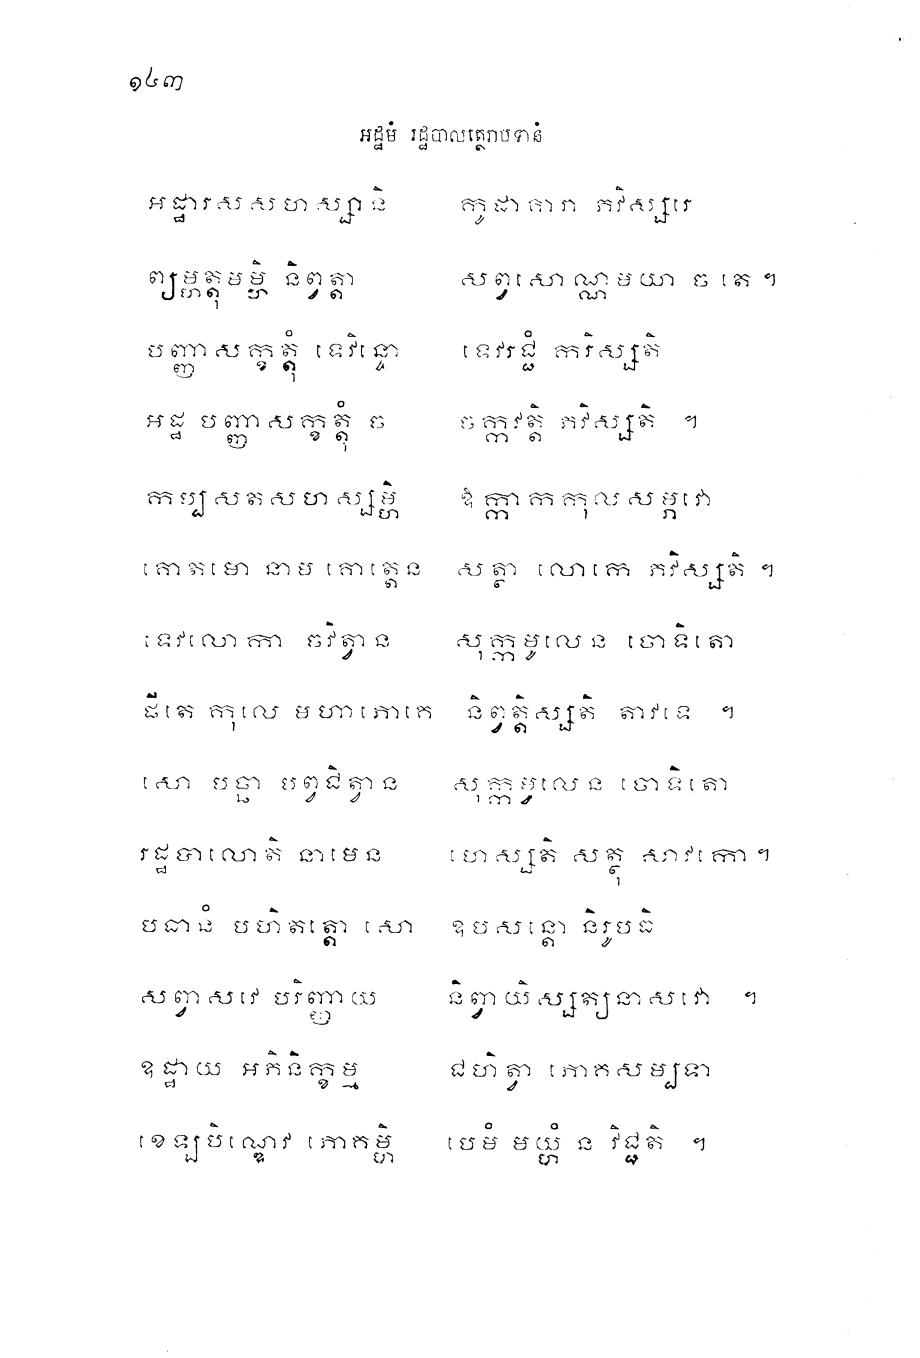 ១៤៣
អដ្ឋមំ រដ្ឋបាលត្ថេរាបទានំ
អដ្ឋារសសហស្សានិ កូដាគារា ភវិស្សរេ
ព្យម្ហត្តុមម្ហិ និព្វត្តា សព្វសោណ្ណមយា ច តេ ។
បញ្ញាសក្ខត្តុំ ទេវិន្ទោ ទេវរជ្ជំ ករិស្សតិ
អដ្ឋ បញ្ញាសក្ខត្តុំ ច ចក្កវត្តិ ភវិស្សតិ ។
កប្បសតសហស្សម្ហិ ឱក្កាកកុលសម្ភវោ
គោតមោ នាម គោត្តេន សត្ថា លោកេ ភវិស្សតិ ។
ទេវលោកា ចវិត្វាន សុក្កមូលេន ចោទិតោ
ផីតេ កុលេ មហាភោគេ និព្វត្តិស្សតិ តាវទេ ។
សោ បច្ឆា បព្វជិត្វាន សុក្កមូលេន ចោទិតោ
រដ្ឋបាលោតិ នាមេន ហេស្សតិ សត្ថុ សាវកោ ។
បធានំ បហិតត្តោ សោ ឧបសន្តោ និរូបធិ
សព្វាសវេ បរិញ្ញាយ និព្វាយិស្សត្យនាសវោ ។
ឧដ្ឋាយ អភិនិក្ខម្ម ជហិត្វា ភោគសម្បទា
ខេឡបិណ្ឌេវ ភោគម្ហិ បេមំ មយ្ហំ ន វិជ្ជតិ ។